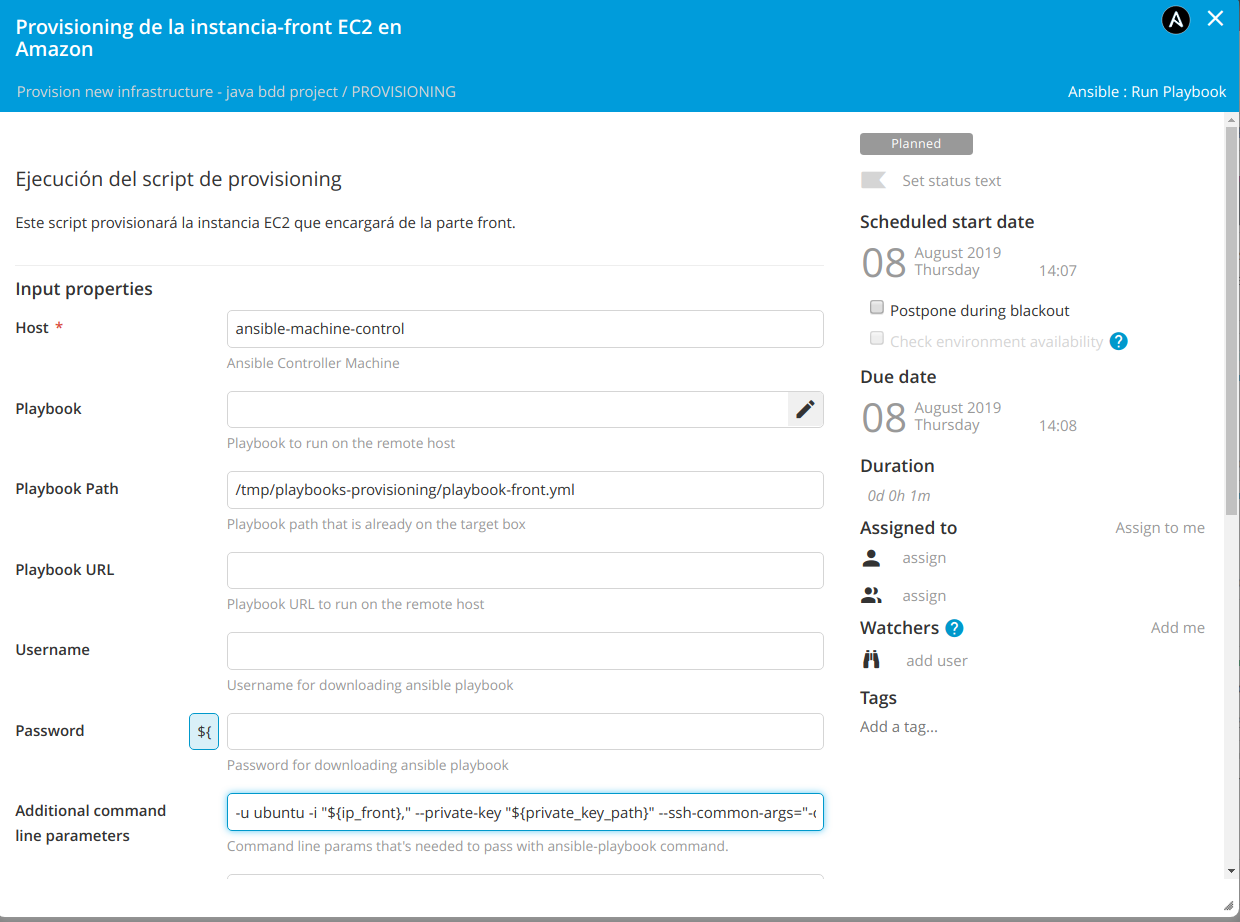 Provisioning de la instancia-front EC2 en
Amazon
Provision new infrastructure - java bdd project / PROVISIONING
Ansible : Run Playbook
Ejecución del script de provisioning
Este script provisionará la instancia EC2 que encargará de la parte front.
Input properties
Host *
ansible-machine-control
Ansible Controller Machine
Playbook
Playbook to run on the remote host
Playbook Path
/tmp/playbooks-provisioning/playbook-front.yml
Playbook path that is already on the target box
Playbook URL
Playbook URL to run on the remote host
Username
Username for downloading ansible playbook
Password
${
Password for downloading ansible playbook
Additional command
line parameters
-u ubuntu -i "${ip_front}," --private-key "${private_key_path}" --ssh-common-args="-
Command line params that's needed to pass with ansible-playbook command.
Planned
Set status text
Scheduled start date
08
August 2019
Thursday
14:07
Postpone during blackout
Check environment availability ?
Due date
08
August 2019
Thursday
14:08
Duration
0d 0h 1m
Assigned to
Assign to me
assign
assign
Watchers ?
Add me
add user
Tags
Add a tag...